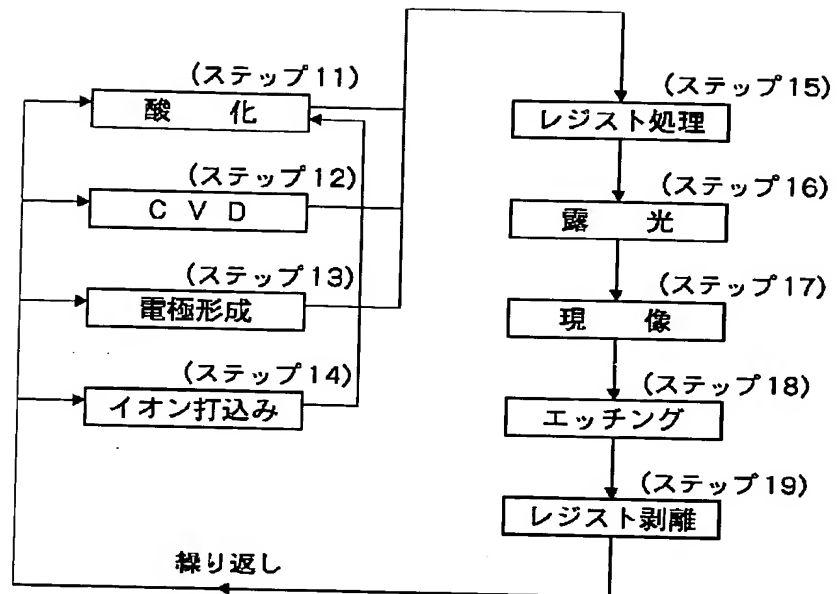 (ステップ11)
酸 化
(ステップ12)
C V D
(ステップ13)
電極形成
(ステップ14)
イオン打込み
(ステップ15)
レジスト処理
(ステップ16)
露 光
(ステップ17)
現 像
(ステップ18)
エッチング
(ステップ19)
レジスト剥離
繰り返し